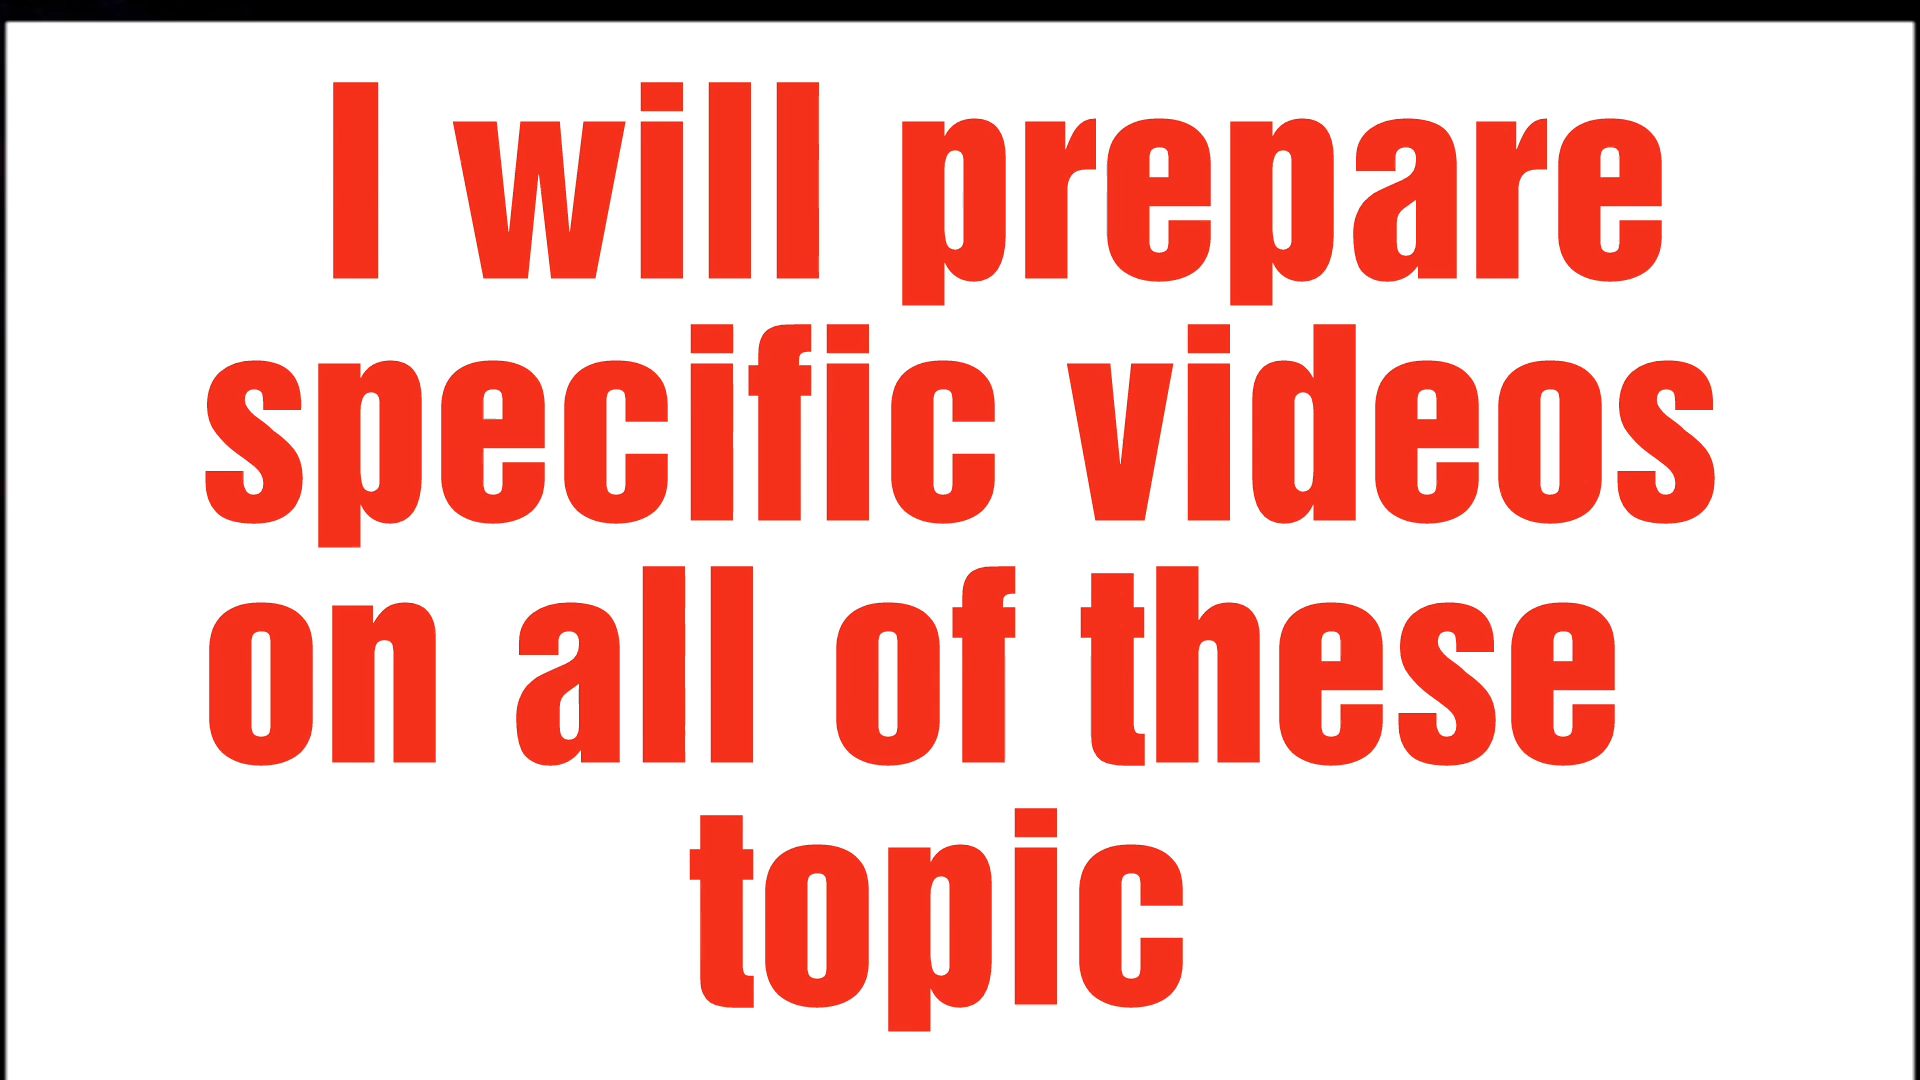 I will prepare
specific videos
on all of these
topic